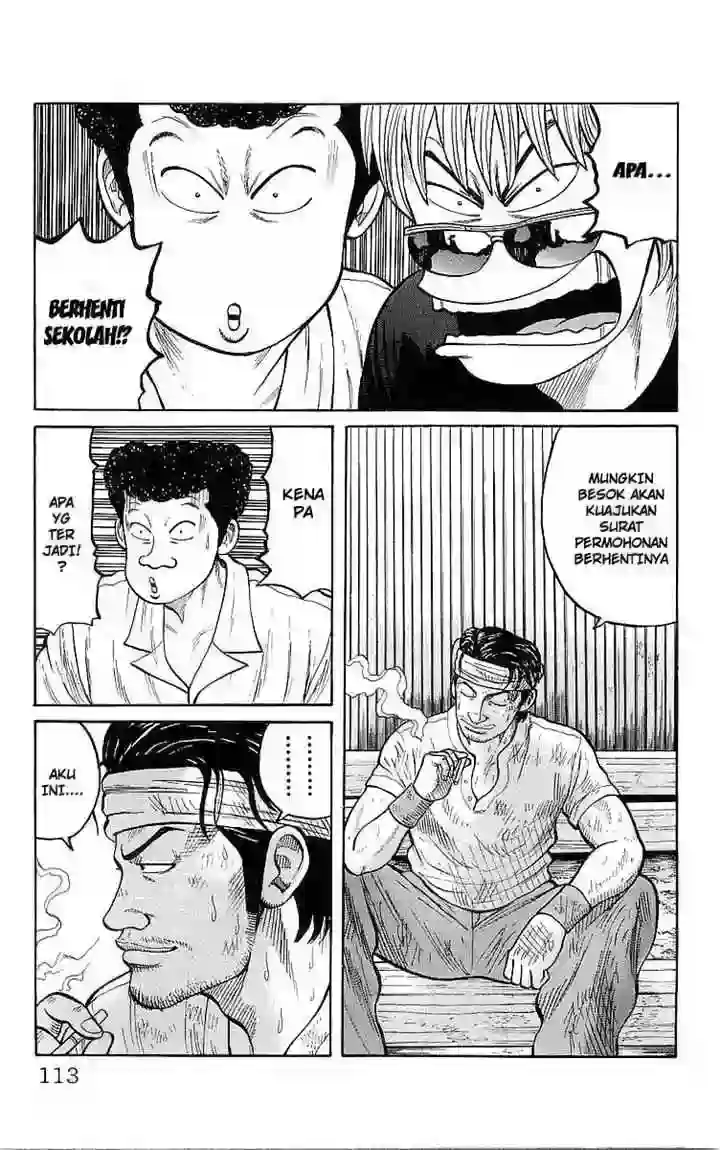 APA...
BERHENTI
SEKOLAH!?
MUNGKIN
BESOK AKAN
KUAJUKAN
SURAT
PERMOHONAN
BERHENTINYA
KENA
PA
APA
YG
TER
JADI!
?
.......
AKU
INI....
113